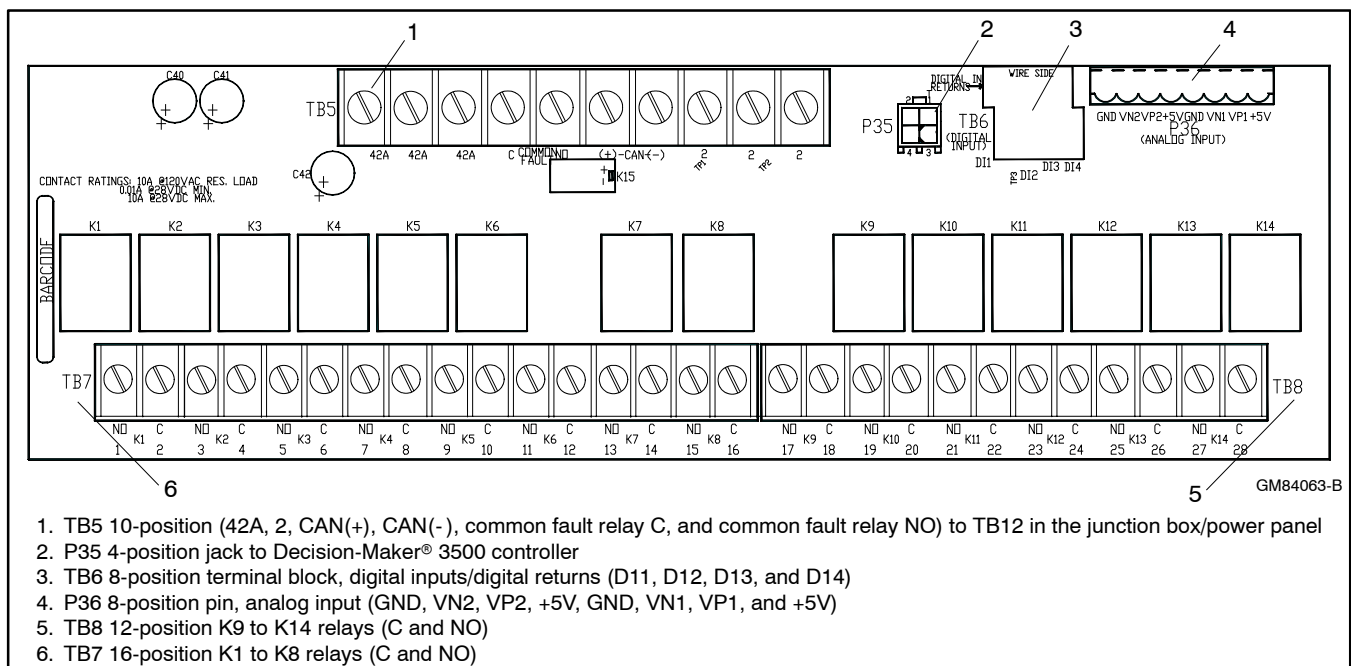 1
2
3
4
C40
C41
TB5
42A 42A 42A C NO (+)-CAN-(-) 2 2 2
COMMON
FAULT
TP1
TP2
K15
C42
P35
2 1
4 3
DIGITAL IN
RETURNS
WIRE SIDE
TB6
(DIGITAL
INPUT)
DI1
TP3
DI2
DI3
DI4
GND VN2 VP2 +5V GND VN1 VP1 +5V
P36
(ANALOG INPUT)
CONTACT RATINGS: 10A @120VAC RES. LOAD
0.01A @28VDC MIN.
10A @28VDC MAX.
BARCODE
K1 K2 K3 K4 K5 K6 K7 K8 K9 K10 K11 K12 K13 K14
TB7
TB8
NO C NO C NO C NO C NO C NO C NO C NO C NO C NO C NO C NO C NO C NO C
K1 K2 K3 K4 K5 K6 K7 K8 K9 K10 K11 K12 K13 K14
1 2 3 4 5 6 7 8 9 10 11 12 13 14 15 16 17 18 19 20 21 22 23 24 25 26 27 28
6
5
GM84063-B
1. TB5 10-position (42A, 2, CAN(+), CAN(-), common fault relay C, and common fault relay NO) to TB12 in the junction box/power panel
2. P35 4-position jack to Decision-Maker® 3500 controller
3. TB6 8-position terminal block, digital inputs/digital returns (D11, D12, D13, and D14)
4. P36 8-position pin, analog input (GND, VN2, VP2, +5V, GND, VN1, VP1, and +5V)
5. TB8 12-position K9 to K14 relays (C and NO)
6. TB7 16-position K1 to K8 relays (C and NO)